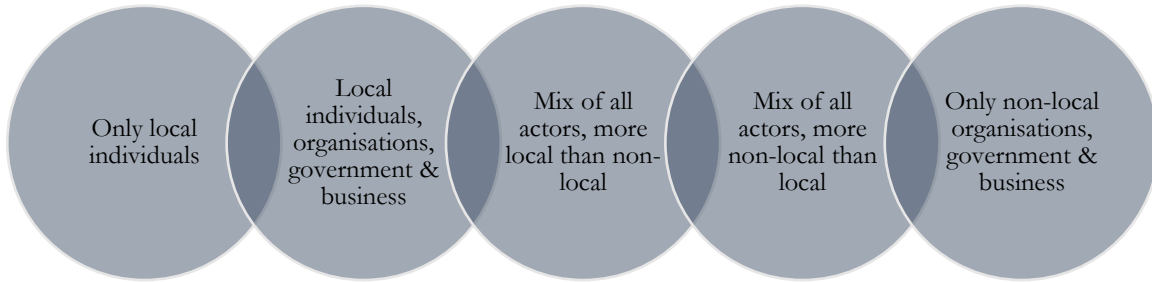 Only local
individuals
Local
individuals,
organisations,
government &
business
Mix of all
actors, more
local than non-
local
Mix of all
actors, more
non-local than
local
Only non-local
organisations,
government &
business